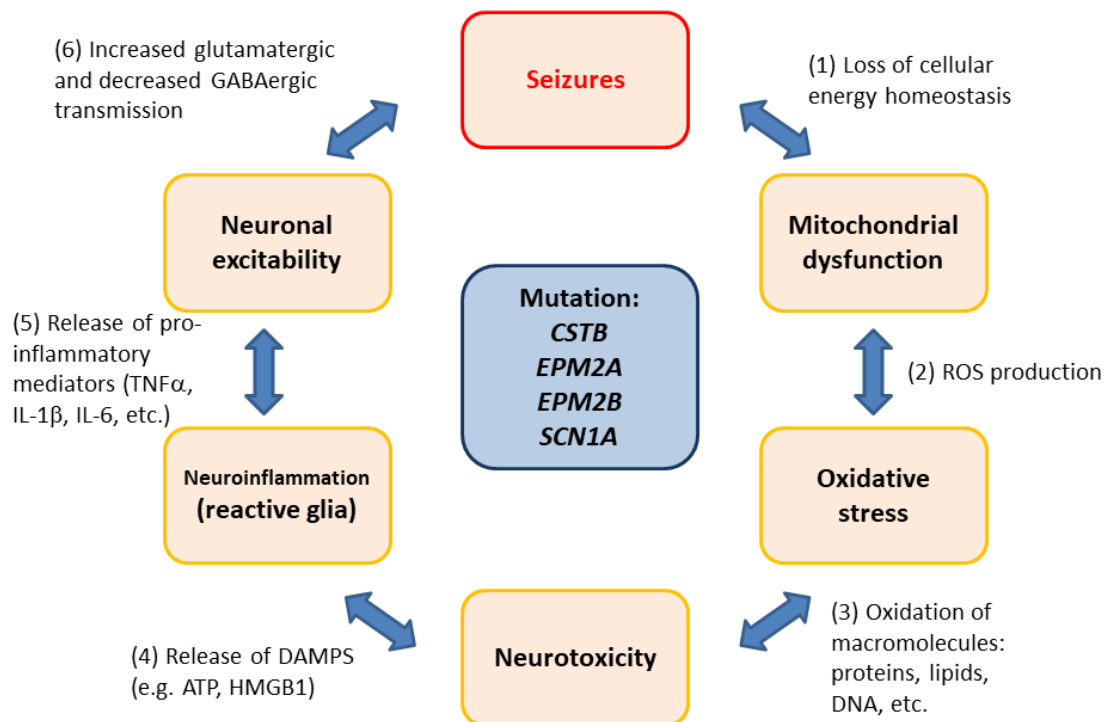 (6) Increased glutamatergic
and decreased GABAergic
transmission
Seizures
(1) Loss of cellular
energy homeostasis
Neuronal
excitability
Mitochondrial
dysfunction
Mutation:
CSTB
EPM2A
EPM2B
SCN1A
(5) Release of pro-
inflammatory
mediators (TNFα,
IL-1β, IL-6, etc.)
(2) ROS production
Neuroinflammation
(reactive glia)
Oxidative
stress
(4) Release of DAMPS
(e.g. ATP, HMGB1)
Neurotoxicity
(3) Oxidation of
macromolecules:
proteins, lipids,
DNA, etc.